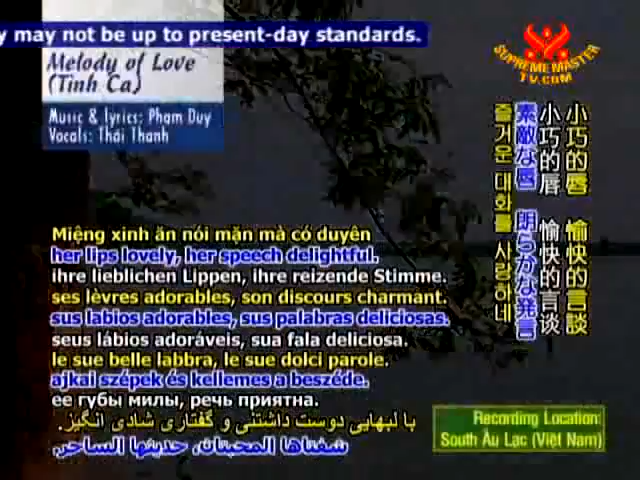 y may not be up to present-day standards.
Melody of Love
(Tình Ca)
Music & lyrics: Phạm Duy
Vocals: Thái Thanh
SUPREME MASTER
TV.COM
小巧的唇 愉快的言談
小巧的唇 愉快的言谈
素敵な唇 朗らかな発言
즐거운 대화를 사랑하네
Miệng xinh ăn nói mặn mà có duyên
her lips lovely, her speech delightful.
ihre lieblichen Lippen, ihre reizende Stimme.
ses lèvres adorables, son discours charmant.
sus labios adorables, sus palabras deliciosas.
seus lábios adoráveis, sua fala deliciosa.
le sue belle labbra, le sue dolci parole.
ajkai szépek és kellemes a beszéde.
ее губы милы, речь приятна.
با لبهایی دوست داشتنی و گفتاری شادی انگیز.
شفتاها المحببتان، حديثها الساحر.
Recording Location:
South Âu Lạc (Việt Nam)